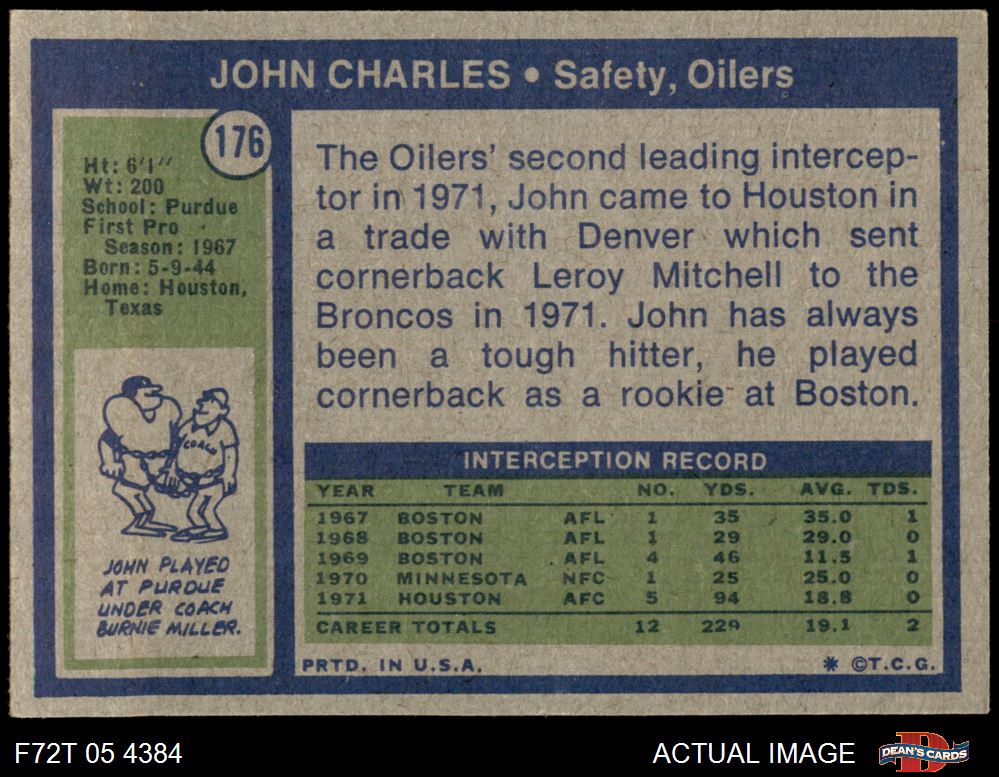 JOHN CHARLES • Safety, Oilers
176
Ht: 6'1''
Wt: 200
School: Purdue
First Pro
Season: 1967
Born: 5-9-44
Home: Houston,
Texas
COACH
JOHN PLAYED
AT PURDUE
UNDER COACH
BURNIE MILLER.
The Oilers' second leading intercep-
tor in 1971, John came to Houston in
a trade with Denver which sent
cornerback Leroy Mitchell to the
Broncos in 1971. John has always
been a tough hitter, he played
cornerback as a rookie at Boston.
INTERCEPTION RECORD
YEAR TEAM NO. YDS. AVG. TDS.
1967 BOSTON AFL 1 35 35.0 1
1968 BOSTON AFL 1 29 29.0 0
1969 BOSTON AFL 4 46 11.5 1
1970 MINNESOTA NFC 1 25 25.0 0
1971 HOUSTON AFC 5 94 18.8 0
CAREER TOTALS 12 229 19.1 2
PRTD. IN U.S.A. * ©T.C.G.
F72T 05 4384
ACTUAL IMAGE
DEAN'S CARDS